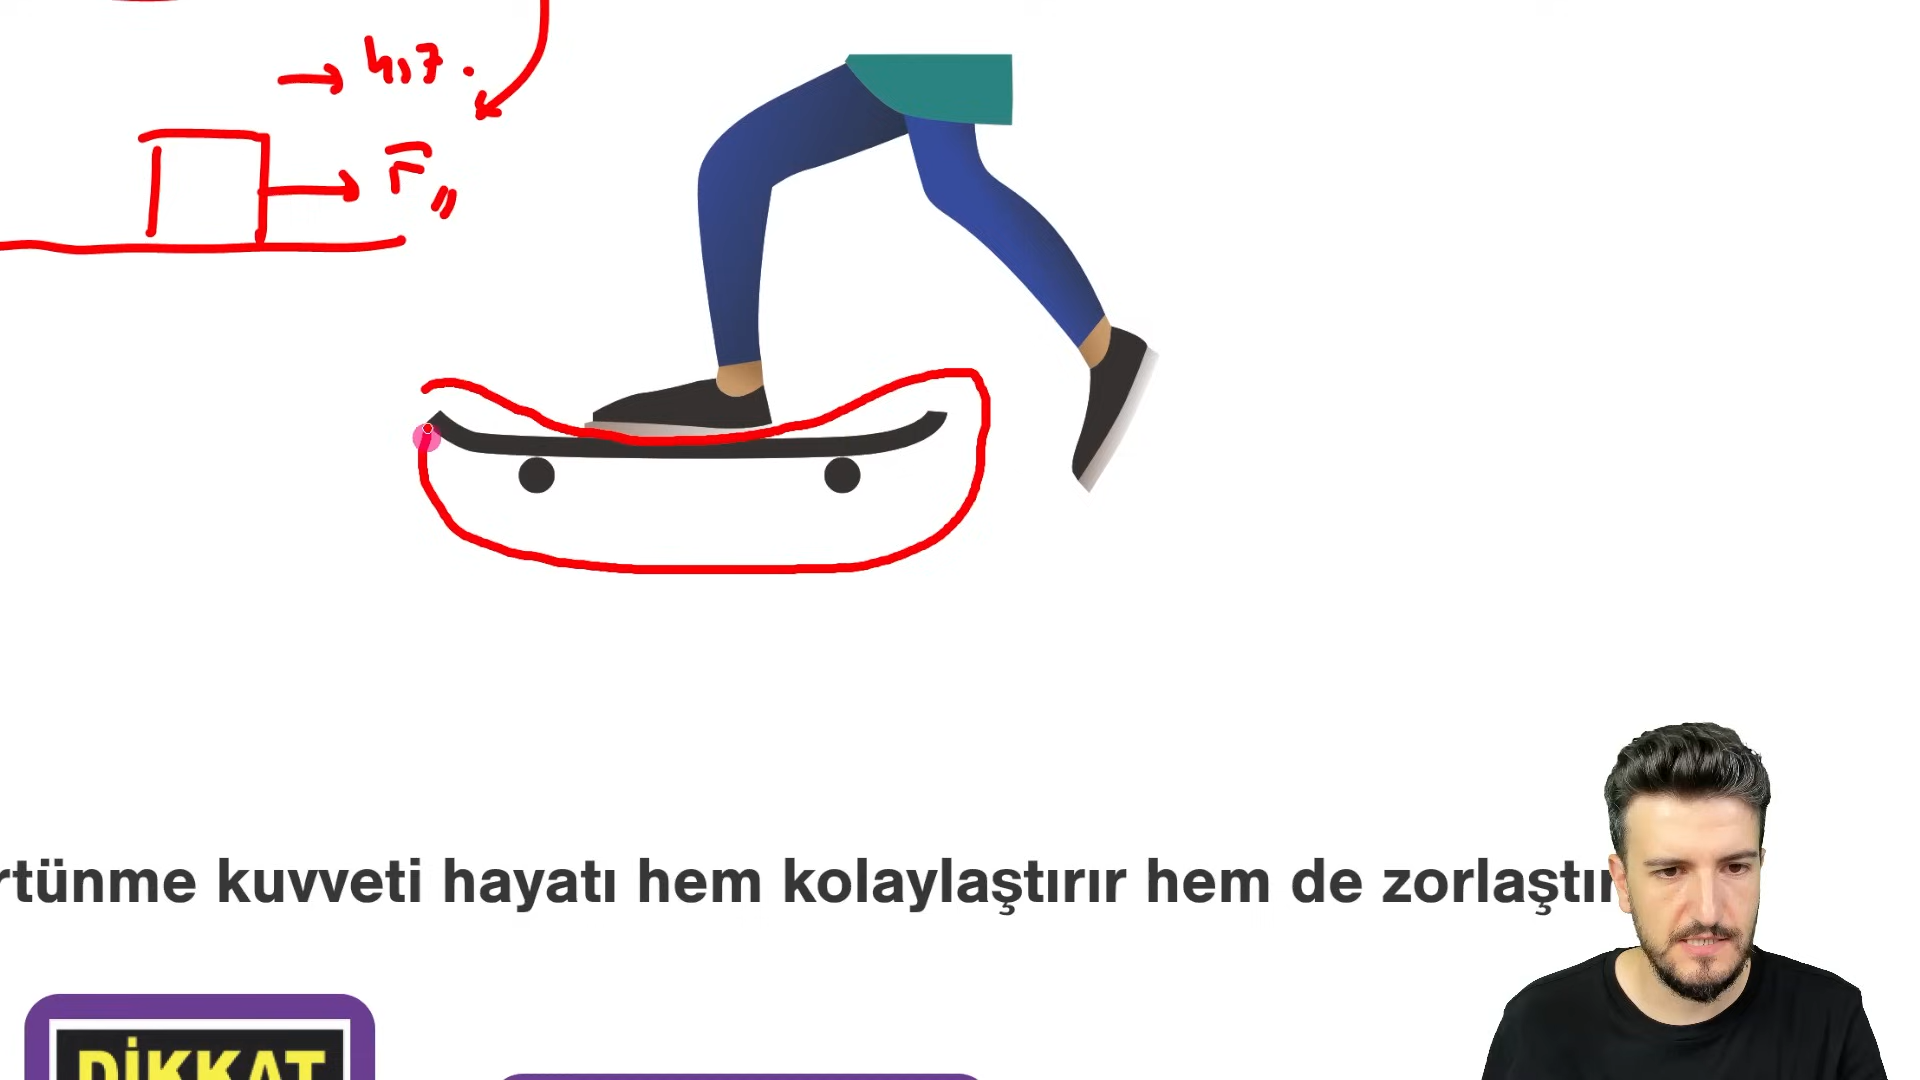 → hız.
→ F
rtünme kuvveti hayatı hem kolaylaştırır hem de zorlaştır
DİKKAT